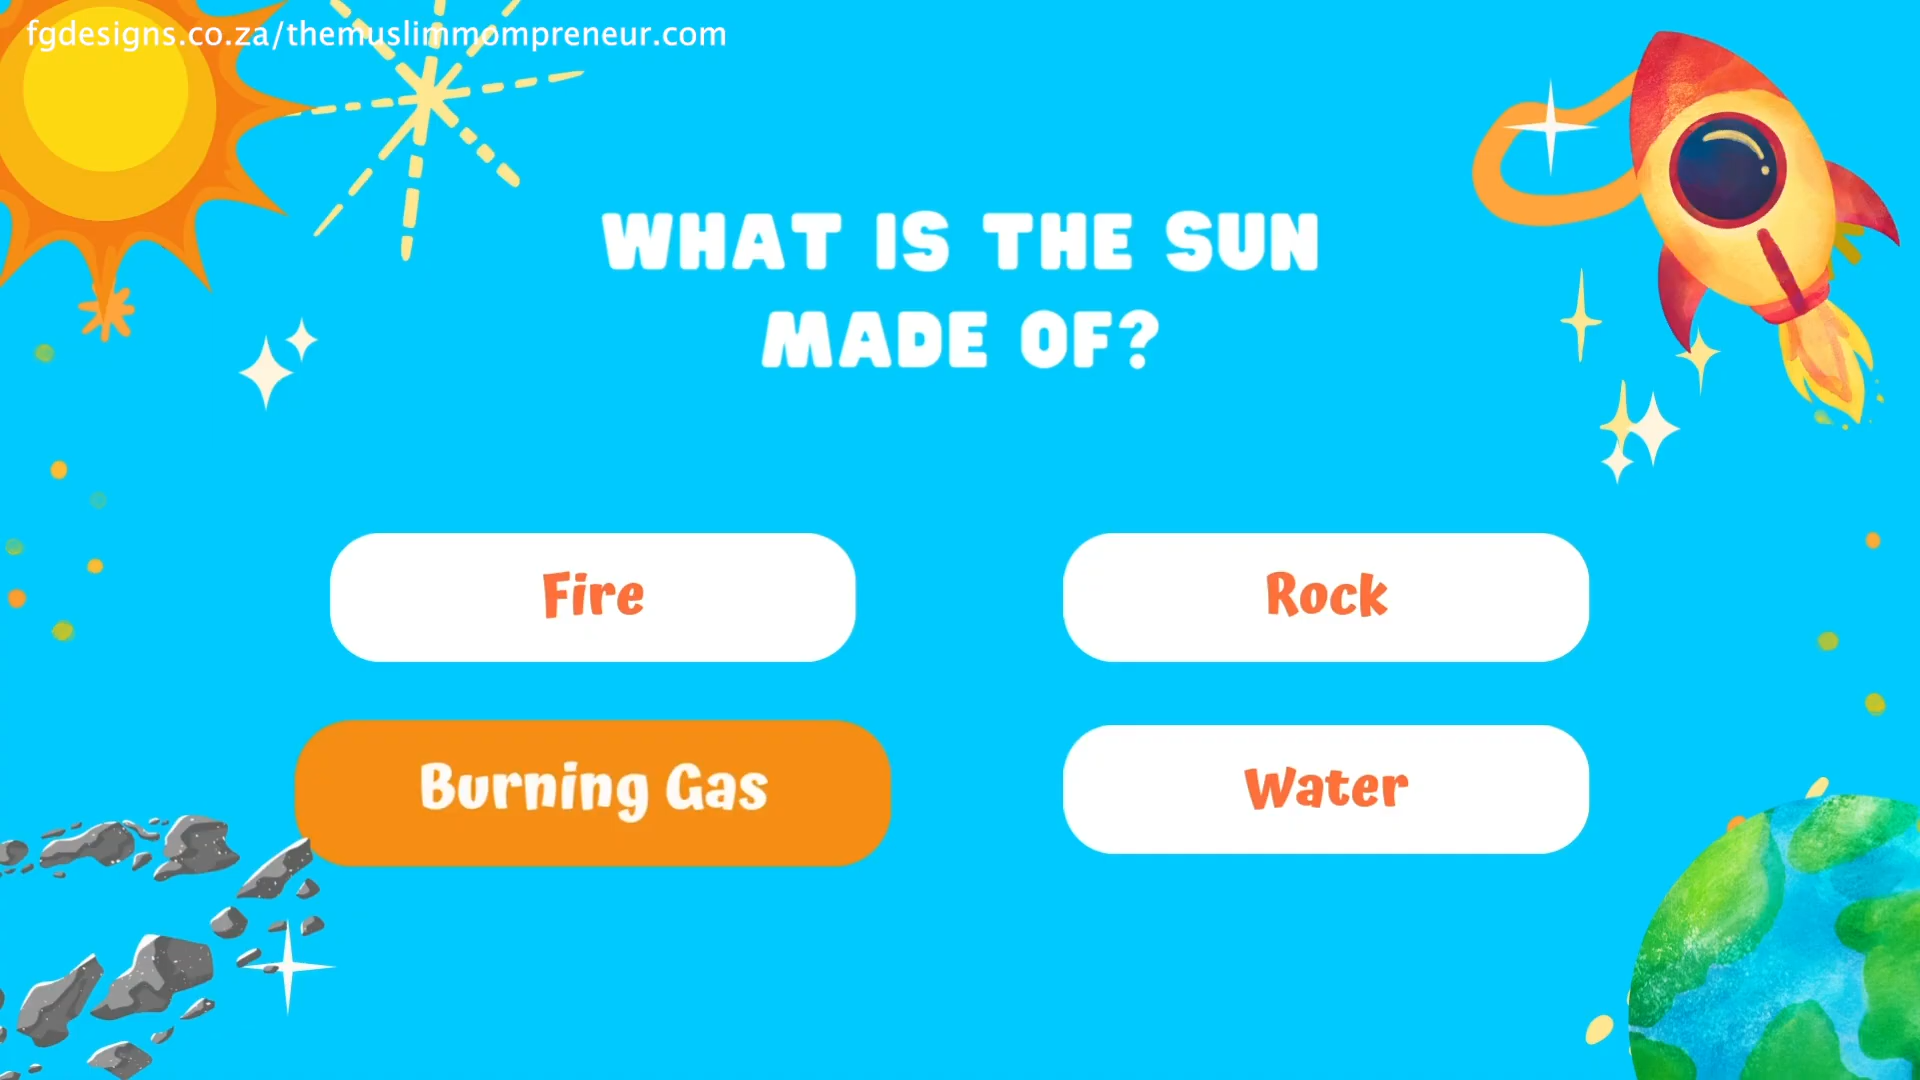 fgdesigns.co.za/themuslimmompreneur.com
WHAT IS THE SUN
MADE OF?
Fire
Rock
Burning Gas
Water